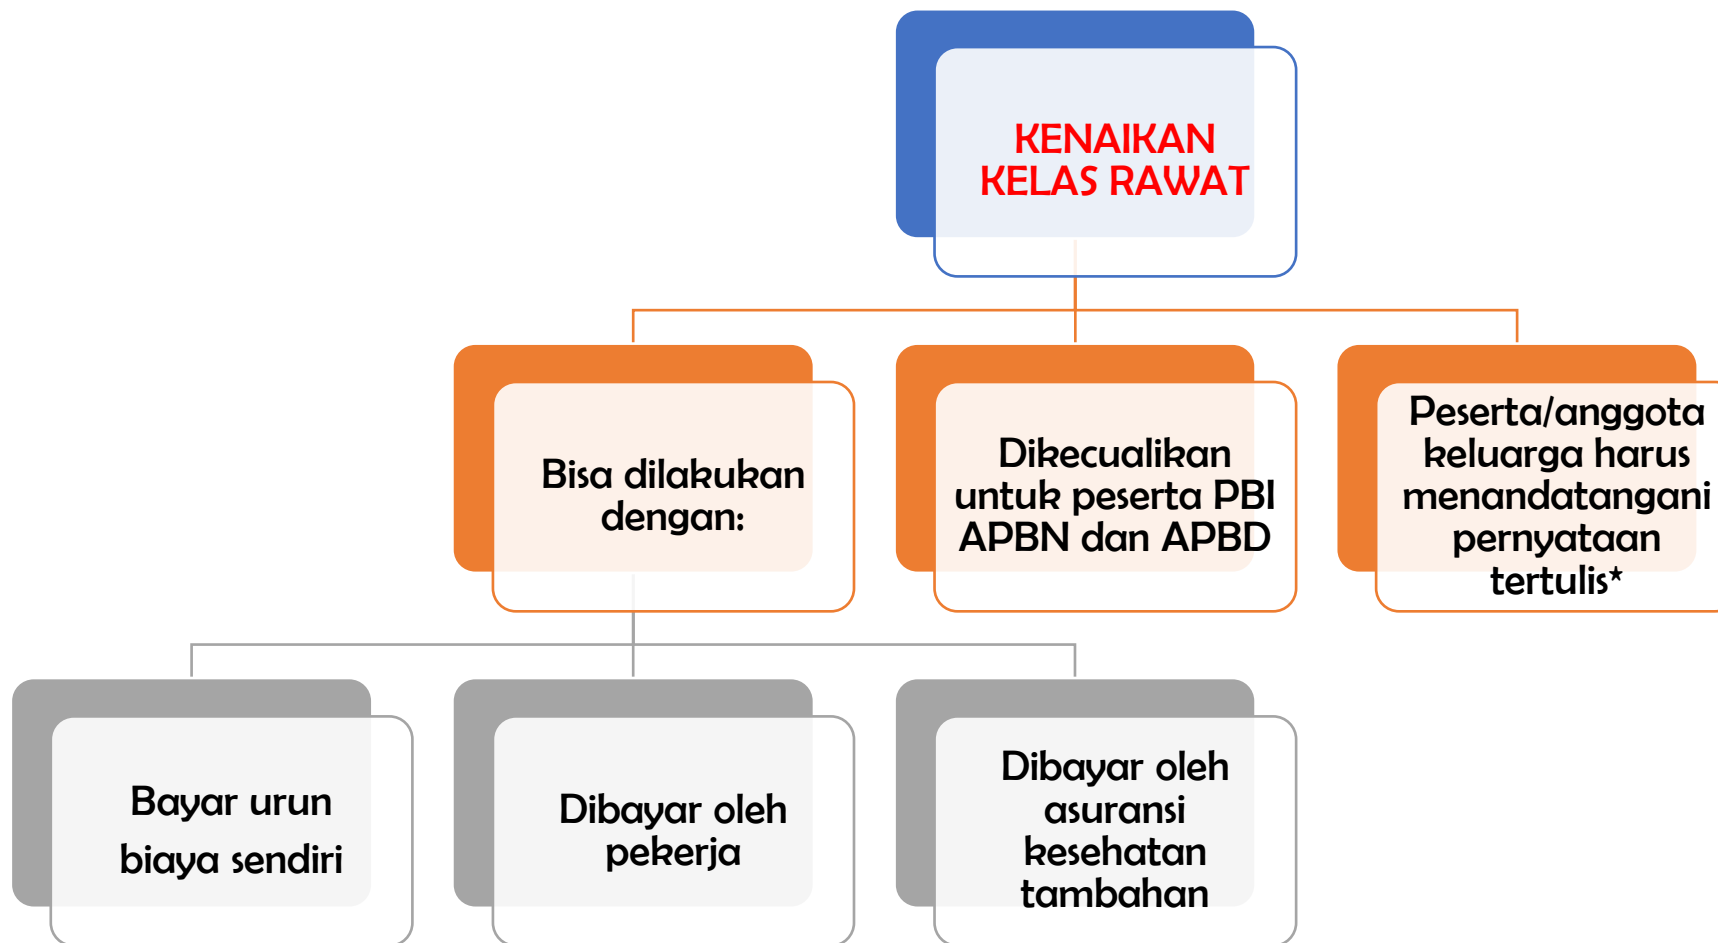 KENAIKAN
KELAS RAWAT
Bisa dilakukan
dengan:
Dikecualikan
untuk peserta PBI
APBN dan APBD
Peserta/anggota
keluarga harus
menandatangani
pernyataan
tertulis*
Bayar urun
biaya sendiri
Dibayar oleh
pekerja
Dibayar oleh
asuransi
kesehatan
tambahan